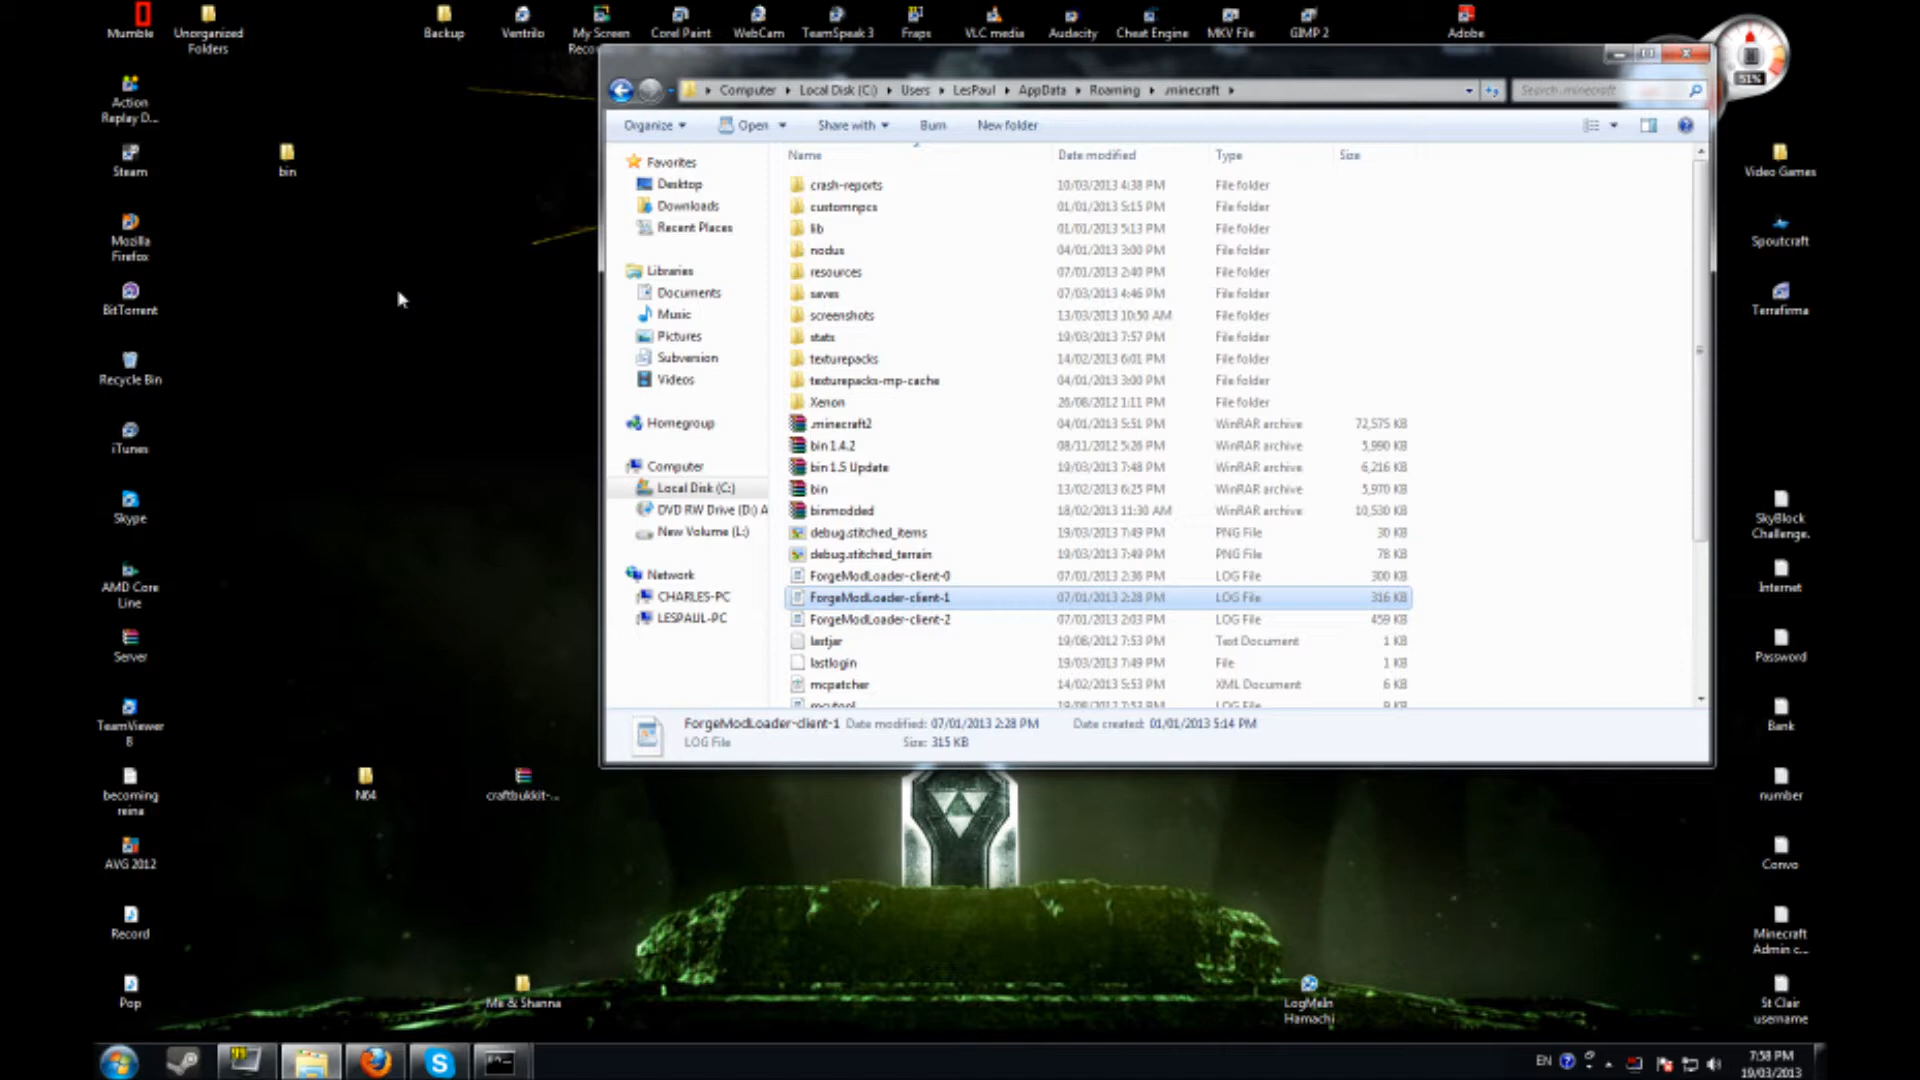 Mumble
Unorganized
Folders
Backup
Ventrilo
My Screen
Reco...
Corel Paint
WebCam
TeamSpeak 3
Fraps
VLC media
Audacity
Cheat Engine
MKV File
GIMP 2
Adobe
51%
Computer
Local Disk (C:)
Users
LesPaul
AppData
Roaming
.minecraft
Search .minecraft
Organize
Open
Share with
Burn
New folder
Name
Date modified
Type
Size
Favorites
Desktop
Downloads
Recent Places
Libraries
Documents
Music
Pictures
Subversion
Videos
Homegroup
Computer
Local Disk (C:)
DVD RW Drive (D:) A
New Volume (L:)
Network
CHARLES-PC
LESPAUL-PC
crash-reports 10/03/2013 4:38 PM File folder
customnpcs 01/01/2013 5:15 PM File folder
lib 01/01/2013 5:13 PM File folder
nodus 04/01/2013 3:00 PM File folder
resources 07/01/2013 2:40 PM File folder
saves 07/03/2013 4:46 PM File folder
screenshots 13/03/2013 10:50 AM File folder
stats 19/03/2013 7:57 PM File folder
texturepacks 14/02/2013 6:01 PM File folder
texturepacks-mp-cache 04/01/2013 3:00 PM File folder
Xenon 26/08/2012 1:11 PM File folder
.minecraft2 04/01/2013 5:51 PM WinRAR archive 72,575 KB
bin 1.4.2 08/11/2012 5:26 PM WinRAR archive 5,990 KB
bin 1.5 Update 19/03/2013 7:48 PM WinRAR archive 6,216 KB
bin 13/02/2013 6:25 PM WinRAR archive 5,970 KB
binmodded 18/02/2013 11:30 AM WinRAR archive 10,530 KB
debug.stitched_items 19/03/2013 7:49 PM PNG File 30 KB
debug.stitched_terrain 19/03/2013 7:49 PM PNG File 78 KB
ForgeModLoader-client-0 07/01/2013 2:36 PM LOG File 300 KB
ForgeModLoader-client-1 07/01/2013 2:28 PM LOG File 316 KB
ForgeModLoader-client-2 07/01/2013 2:03 PM LOG File 459 KB
lastjar 19/08/2012 7:53 PM Text Document 1 KB
lastlogin 19/03/2013 7:49 PM File 1 KB
mcpatcher 14/02/2013 5:53 PM XML Document 6 KB
ForgeModLoader-client-1 Date modified: 07/01/2013 2:28 PM Date created: 01/01/2013 5:14 PM
LOG File Size: 315 KB
Action
Replay D...
Steam
bin
Mozilla
Firefox
BitTorrent
Recycle Bin
iTunes
Skype
AMD Core
Line
Server
TeamViewer
8
becoming
reina
N64
craftbukkit-...
AVG 2012
Record
Pop
Me & Shanna
LogMeIn
Hamachi
Video Games
Spoutcraft
Terrafirma
SkyBlock
Challenge.
Internet
Password
Bank
number
Convo
Minecraft
Admin c...
St Clair
username
EN
7:58 PM
19/03/2013